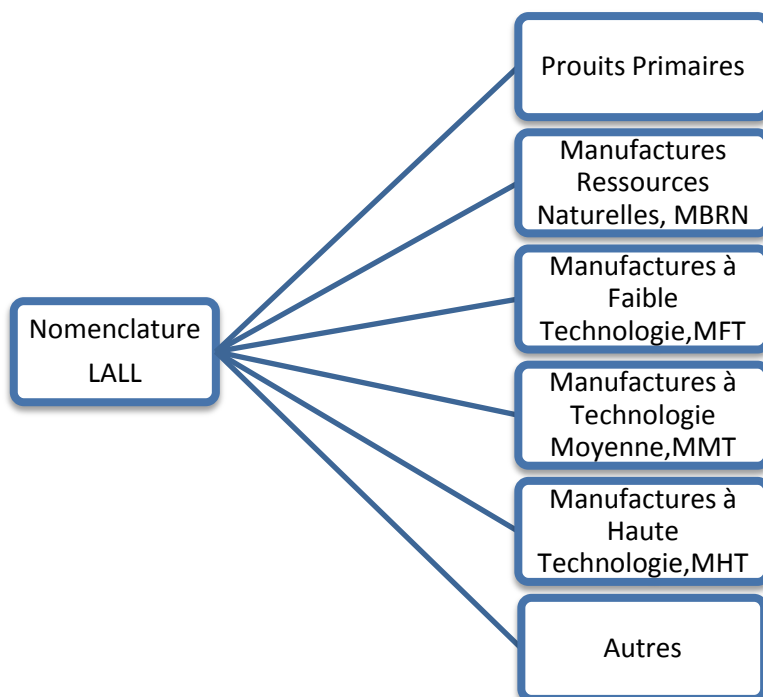 Prouits Primaires
Manufactures
Ressources
Naturelles, MBRN
Manufactures à
Faible
Technologie,MFT
Nomenclature
LALL
Manufactures à
Technologie
Moyenne,MMT
Manufactures à
Haute
Technologie,MHT
Autres